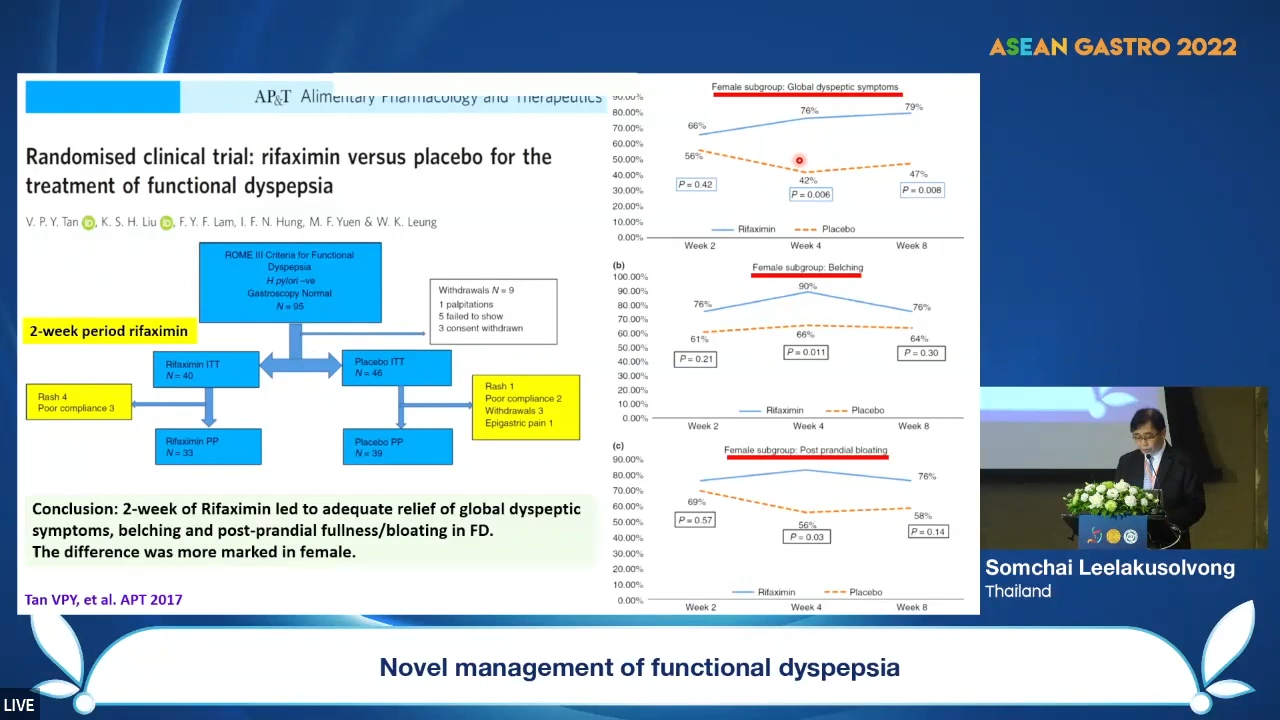 ASEAN GASTRO 2022
AP&T Alimentary Pharmacology and Therapeutics
Randomised clinical trial: rifaximin versus placebo for the
treatment of functional dyspepsia
V. P. Y. Tan, K. S. H. Liu, F. Y. F. Lam, I. F. N. Hung, M. F. Yuen & W. K. Leung
ROME III Criteria for Functional
Dyspepsia
H pylori –ve
Gastroscopy Normal
N = 95
Withdrawals N = 9
1 palpitations
5 failed to show
3 consent withdrawn
2-week period rifaximin
Rifaximin ITT
N = 40
Placebo ITT
N = 46
Rash 4
Poor compliance 3
Rash 1
Poor compliance 2
Withdrawals 3
Epigastric pain 1
Rifaximin PP
N = 33
Placebo PP
N = 39
Conclusion: 2-week of Rifaximin led to adequate relief of global dyspeptic
symptoms, belching and post-prandial fullness/bloating in FD.
The difference was more marked in female.
Tan VPY, et al. APT 2017
Female subgroup: Global dyspeptic symptoms
90.00%
80.00%
70.00%
60.00%
50.00%
40.00%
30.00%
20.00%
10.00%
0.00%
66%
76%
79%
56%
42%
47%
P = 0.42
P = 0.006
P = 0.008
Rifaximin Placebo
Week 2 Week 4 Week 8
(b)
Female subgroup: Belching
100.00%
90.00%
80.00%
70.00%
60.00%
50.00%
40.00%
30.00%
20.00%
10.00%
0.00%
76%
90%
76%
61%
66%
64%
P = 0.21
P = 0.011
P = 0.30
Rifaximin Placebo
Week 2 Week 4 Week 8
(c)
Female subgroup: Post prandial bloating
90.00%
80.00%
70.00%
60.00%
50.00%
40.00%
30.00%
20.00%
10.00%
0.00%
76%
69%
56%
58%
P = 0.57
P = 0.03
P = 0.14
Rifaximin Placebo
Week 2 Week 4 Week 8
Somchai Leelakusolvong
Thailand
Novel management of functional dyspepsia
LIVE